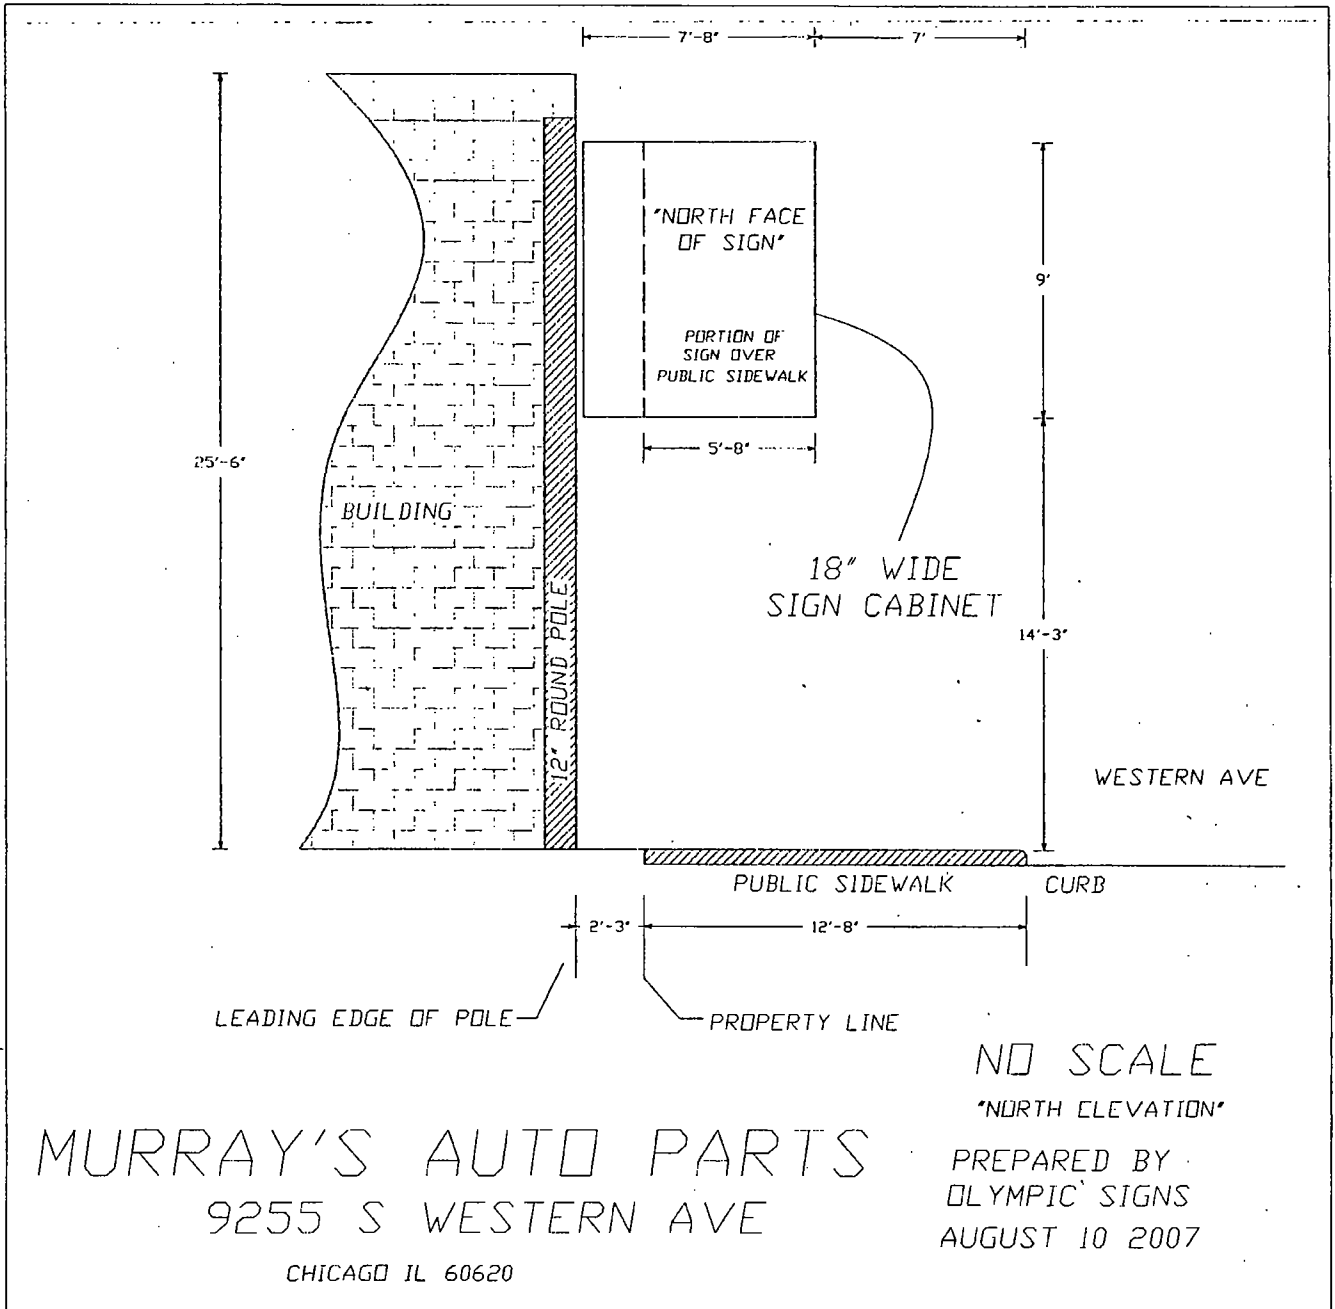 7'-8"
7'
"NORTH FACE
OF SIGN"
9'
PORTION OF
SIGN OVER
PUBLIC SIDEWALK
5'-8"
25'-6"
BUILDING
18" WIDE
SIGN CABINET
12" ROUND POLE
14'-3"
WESTERN AVE
PUBLIC SIDEWALK
CURB
2'-3"
12'-8"
LEADING EDGE OF POLE
PROPERTY LINE
NO SCALE
"NORTH ELEVATION"
MURRAY'S AUTO PARTS
9255 S WESTERN AVE
CHICAGO IL 60620
PREPARED BY
OLYMPIC SIGNS
AUGUST 10 2007